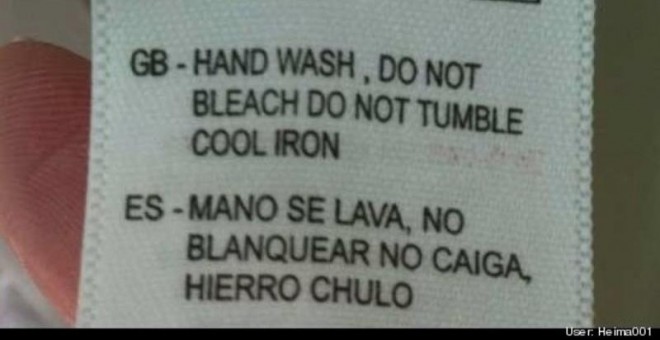 GB - HAND WASH , DO NOT
BLEACH DO NOT TUMBLE
COOL IRON
ES - MANO SE LAVA, NO
BLANQUEAR NO CAIGA,
HIERRO CHULO
User: Heima001